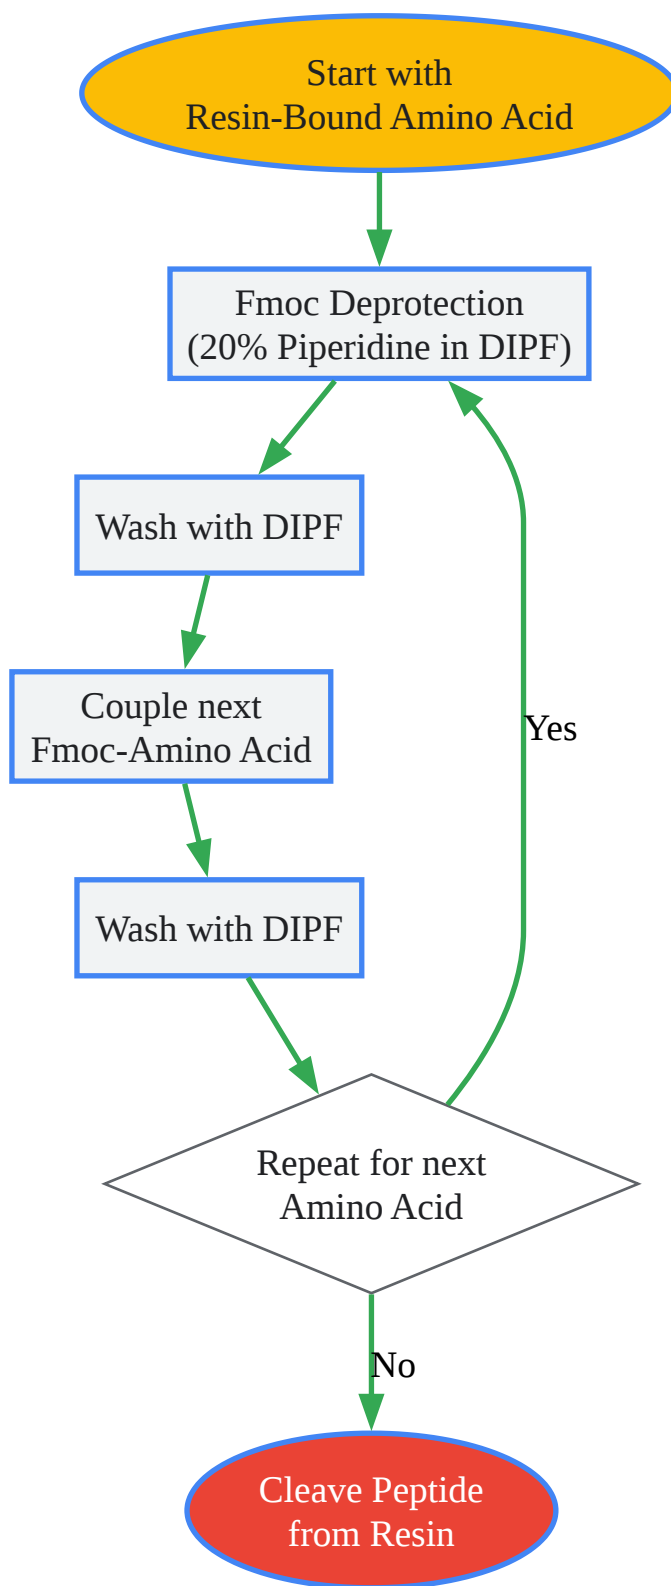 Start with
Resin-Bound Amino Acid
Fmoc Deprotection
(20% Piperidine in DIPF)
Wash with DIPF
Couple next
Fmoc-Amino Acid
Yes
Wash with DIPF
Repeat for next
Amino Acid
No
Cleave Peptide
from Resin